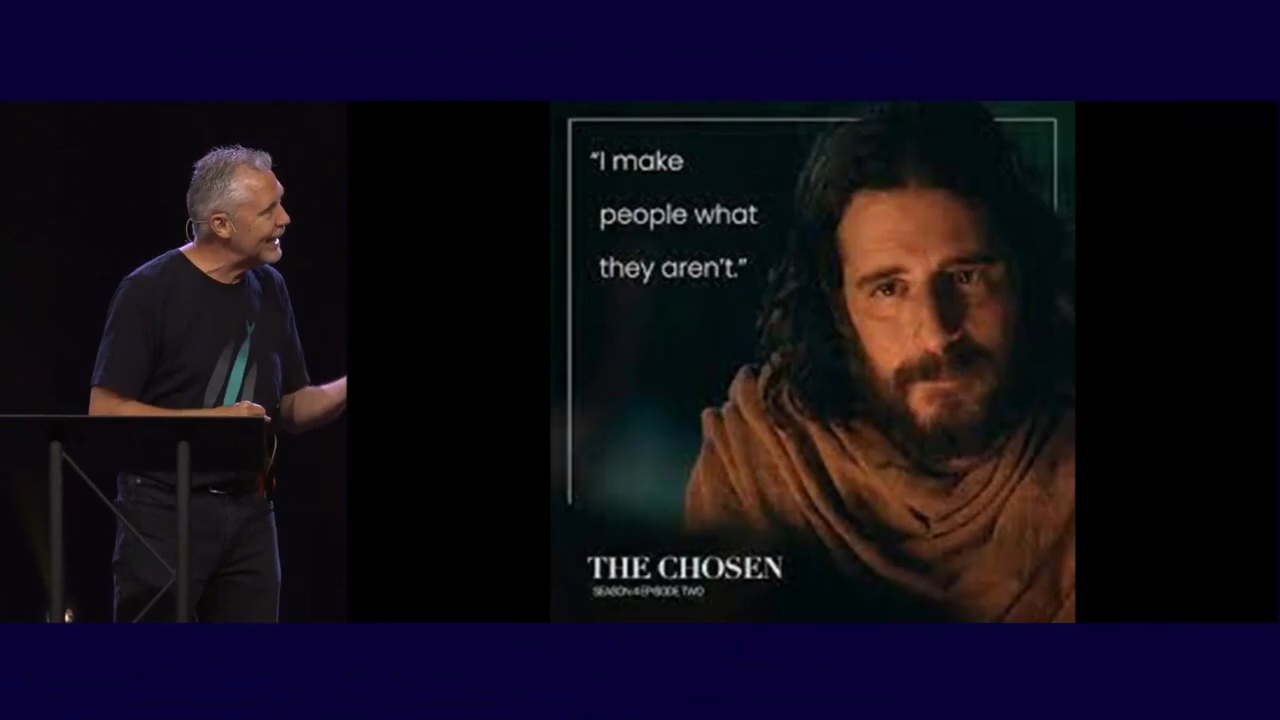 “I make
people what
they aren’t.”
THE CHOSEN
SEASON 4 EPISODE TWO